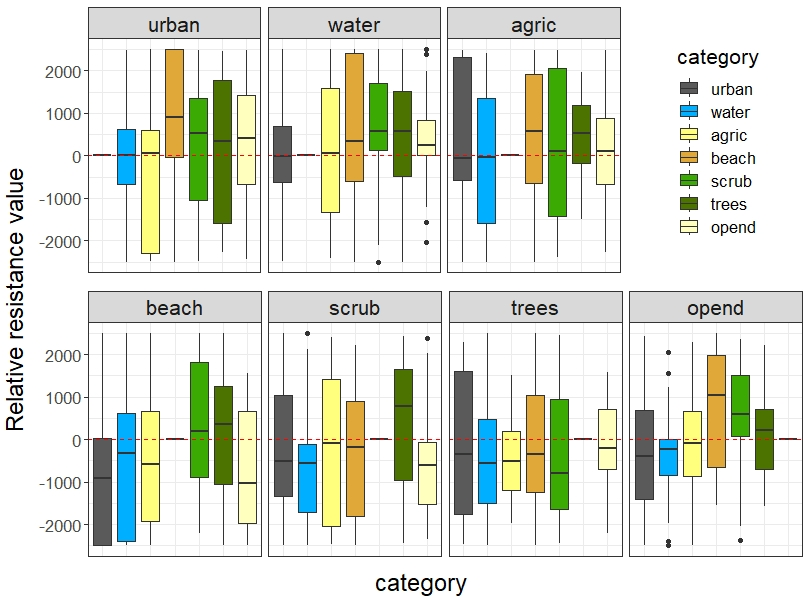 urban
water
agric
2000
1000
0
-1000
-2000
category
urban
water
agric
beach
scrub
trees
opend
Relative resistance value
beach
scrub
trees
opend
2000
1000
0
-1000
-2000
category